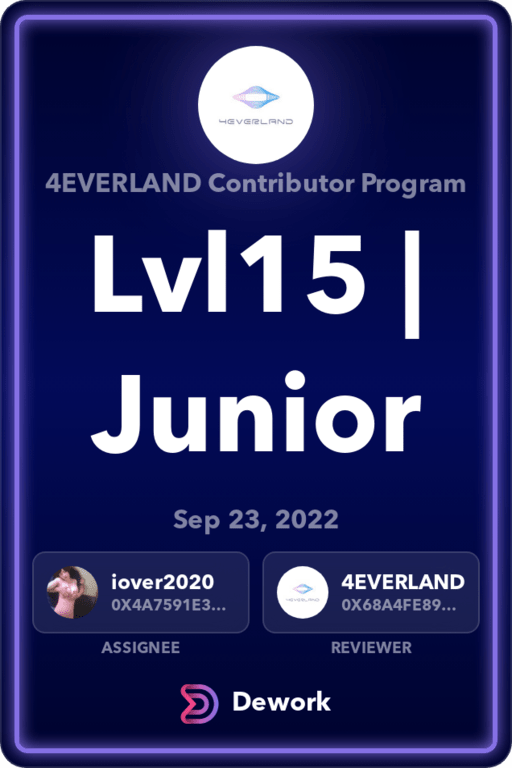 4EVERLAND
4EVERLAND Contributor Program
Lvl15 |
Junior
Sep 23, 2022
iover2020
0X4A7591E3...
ASSIGNEE
4EVERLAND
4EVERLAND
0X68A4FE89...
REVIEWER
Dework